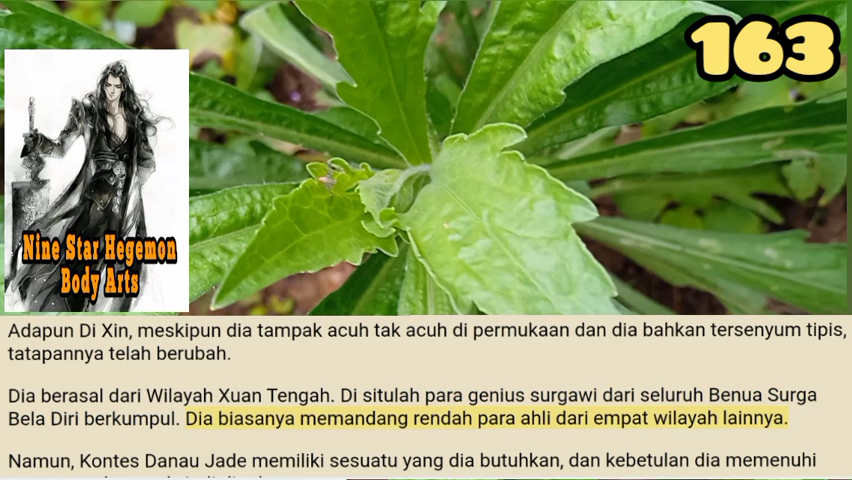 163
Nine Star Hegemon
Body Arts
Adapun Di Xin, meskipun dia tampak acuh tak acuh di permukaan dan dia bahkan tersenyum tipis,
tatapannya telah berubah.
Dia berasal dari Wilayah Xuan Tengah. Di situlah para genius surgawi dari seluruh Benua Surga
Bela Diri berkumpul. Dia biasanya memandang rendah para ahli dari empat wilayah lainnya.
Namun, Kontes Danau Jade memiliki sesuatu yang dia butuhkan, dan kebetulan dia memenuhi